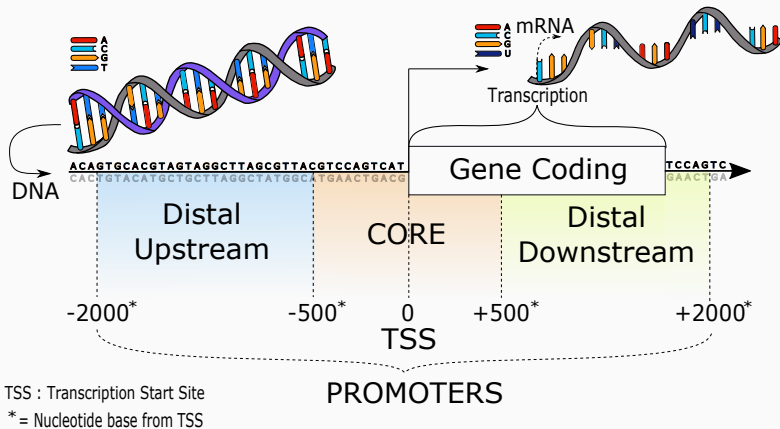 A
C
G
T
A
C
G
U
mRNA
Transcription
DNA
ACAGTGCACGTAGTAGGCTTAGCGTTACGTCCAGTCAT
CACTGTACATGCTGCTTAGGCTATGGCATGAACTGACG
Gene Coding
TCCAGTC
GAACTGA
Distal
Upstream
CORE
Distal
Downstream
-2000*
-500*
0
+500*
+2000*
TSS
PROMOTERS
TSS : Transcription Start Site
* = Nucleotide base from TSS